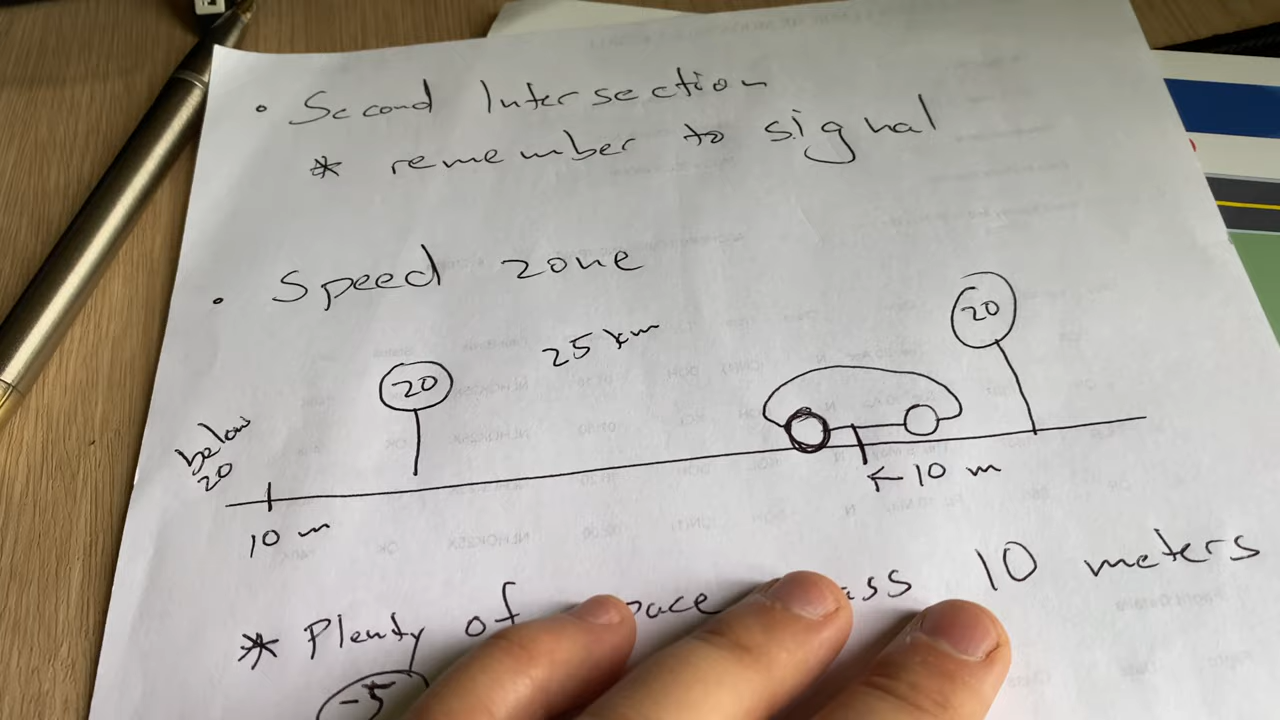 • Second Intersection
* remember to signal
• Speed zone
25 km
20
20
below
20
10 m
←10 m
* Plenty of 10 meters
-5